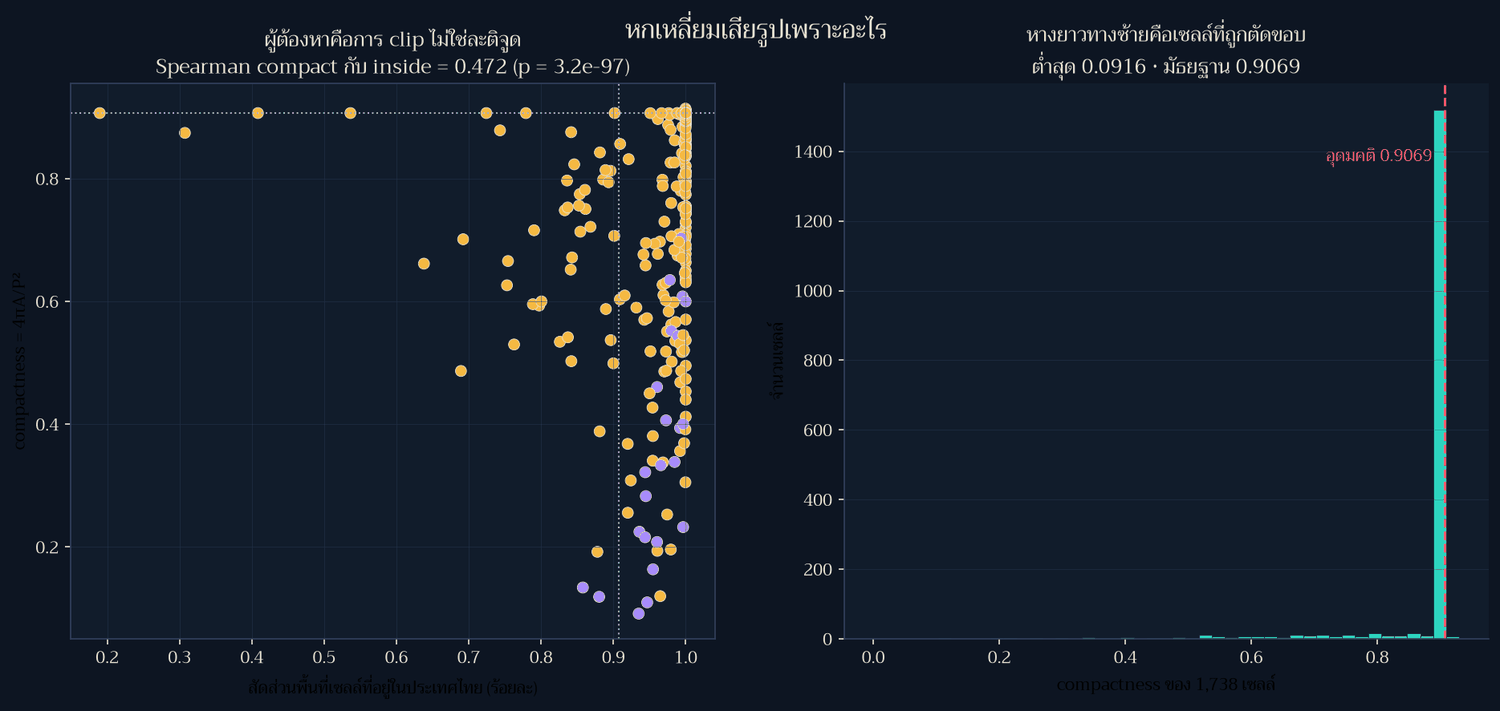 หกเหลี่ยมเสียรูปเพราะอะไร
ผู้ต้องหาคือการ clip ไม่ใช่ละติจูด
Spearman compact กับ inside = 0.472 (p = 3.2e-97)
compactness = 4πA/P²
0.8
0.6
0.4
0.2
0.2 0.3 0.4 0.5 0.6 0.7 0.8 0.9 1.0
สัดส่วนพื้นที่เซลล์ที่อยู่ในประเทศไทย (ร้อยละ)
หางยาวทางซ้ายคือเซลล์ที่ถูกตัดขอบ
ต่ำสุด 0.0916 · มัธยฐาน 0.9069
อุดมคติ 0.9069
จำนวนเซลล์
1400
1200
1000
800
600
400
200
0
0.0 0.2 0.4 0.6 0.8
compactness ของ 1,738 เซลล์